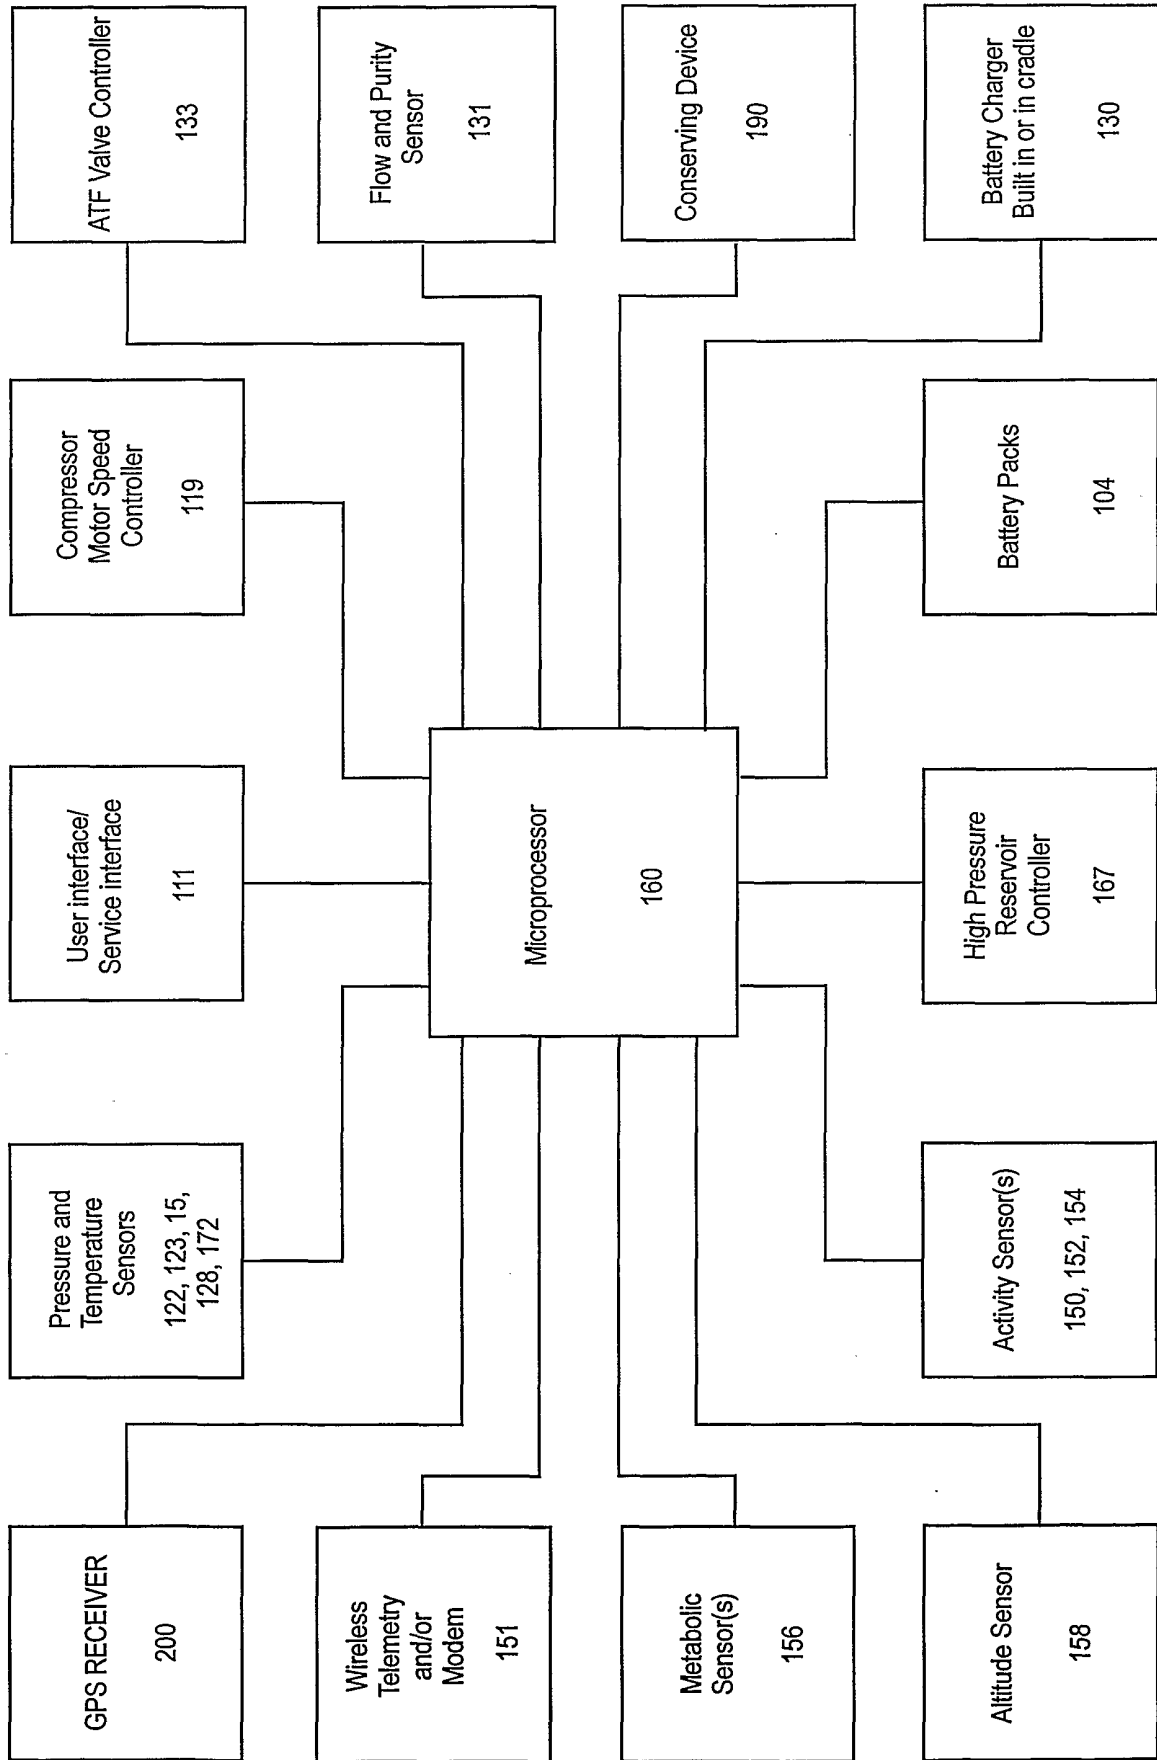 GPS RECEIVER
200
Pressure and
Temperature
Sensors
122, 123, 15,
128, 172
User interface/
Service interface
111
Compressor
Motor Speed
Controller
119
ATF Valve Controller
133
Wireless
Telemetry
and/or
Modem
151
Flow and Purity
Sensor
131
Microprocessor
160
Metabolic
Sensor(s)
156
Conserving Device
190
Altitude Sensor
158
Activity Sensor(s)
150, 152, 154
High Pressure
Reservoir
Controller
167
Battery Packs
104
Battery Charger
Built in or in cradle
130